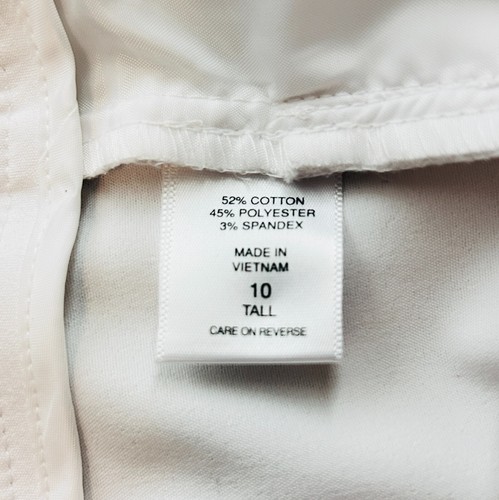 52% COTTON
45% POLYESTER
3% SPANDEX
MADE IN
VIETNAM
10
TALL
CARE ON REVERSE